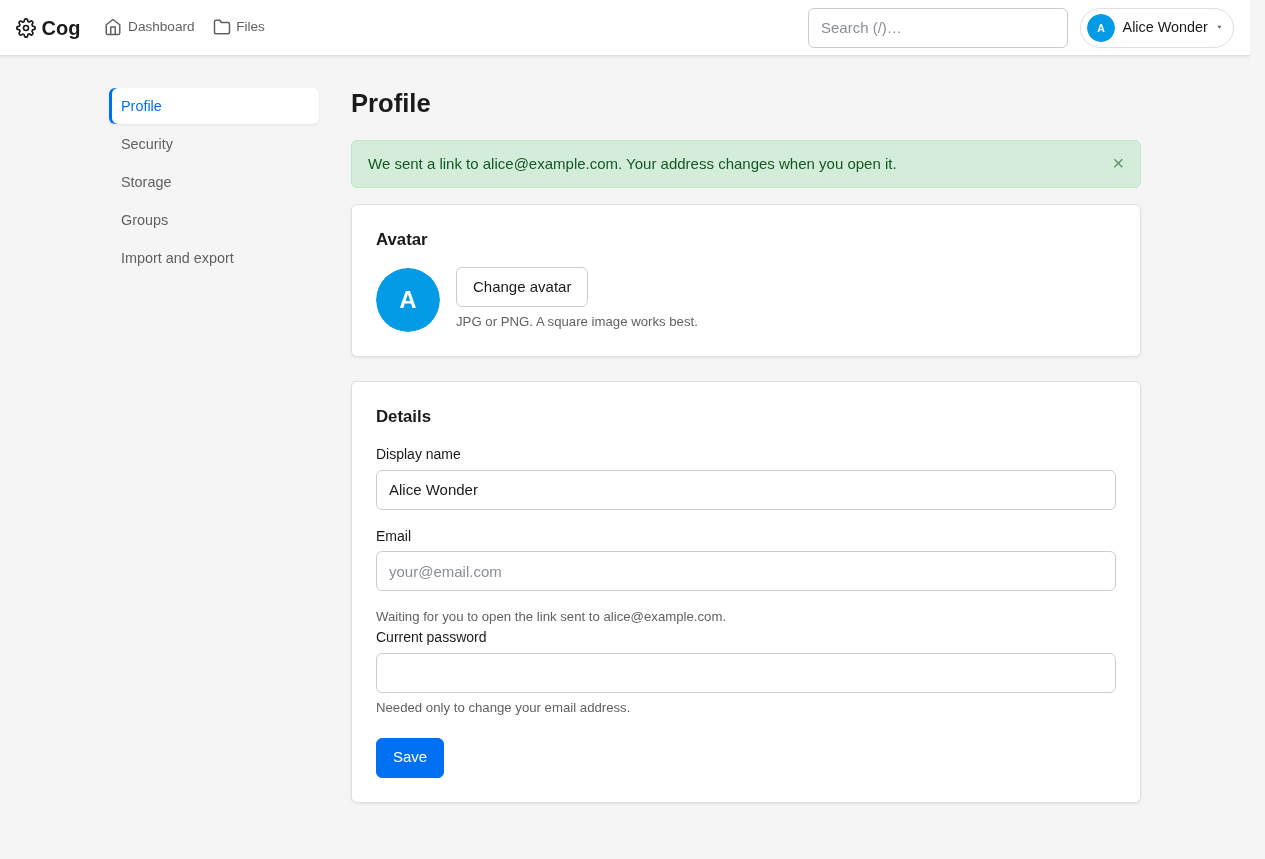 Cog
Dashboard
Files
Search (/)…
A
Alice Wonder
Profile
Security
Storage
Groups
Import and export
Profile
We sent a link to alice@example.com. Your address changes when you open it.
×
Avatar
A
Change avatar
JPG or PNG. A square image works best.
Details
Display name
Alice Wonder
Email
your@email.com
Waiting for you to open the link sent to alice@example.com.
Current password
Needed only to change your email address.
Save